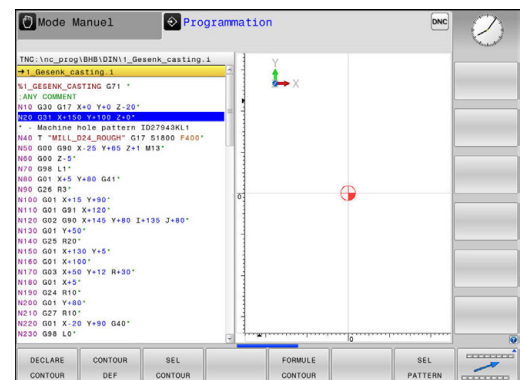 Mode Manuel
Programmation
DNC
TNC:\nc_prog\BHB\DIN\1_Gesenk_casting.i
→1_Gesenk_casting.i
%1_GESENK_CASTING G71 *
;ANY COMMENT
N10 G30 G17 X+0 Y+0 Z-20*
N20 G31 X+150 Y+100 Z+0*
* - Machine hole pattern ID27943KL1
N40 T "MILL_D24_ROUGH" G17 S1800 F400*
N50 G00 G90 X-25 Y+65 Z+1 M13*
N60 G00 Z-5*
N70 G98 L1*
N80 G01 X+5 Y+80 G41*
N90 G26 R3*
N100 G01 X+15 Y+90*
N110 G01 G91 X+120*
N120 G02 G90 X+145 Y+80 I+135 J+80*
N130 G01 Y+50*
N140 G25 R20*
N150 G01 X+130 Y+5*
N160 G01 X+100*
N170 G03 X+50 Y+12 R+30*
N180 G01 X+5*
N190 G24 R10*
N200 G01 Y+80*
N210 G27 R10*
N220 G01 X-20 Y+90 G40*
N230 G98 L0*
Y
X
0
0
DECLARE CONTOUR
CONTOUR DEF
SEL CONTOUR
FORMULE CONTOUR
SEL PATTERN